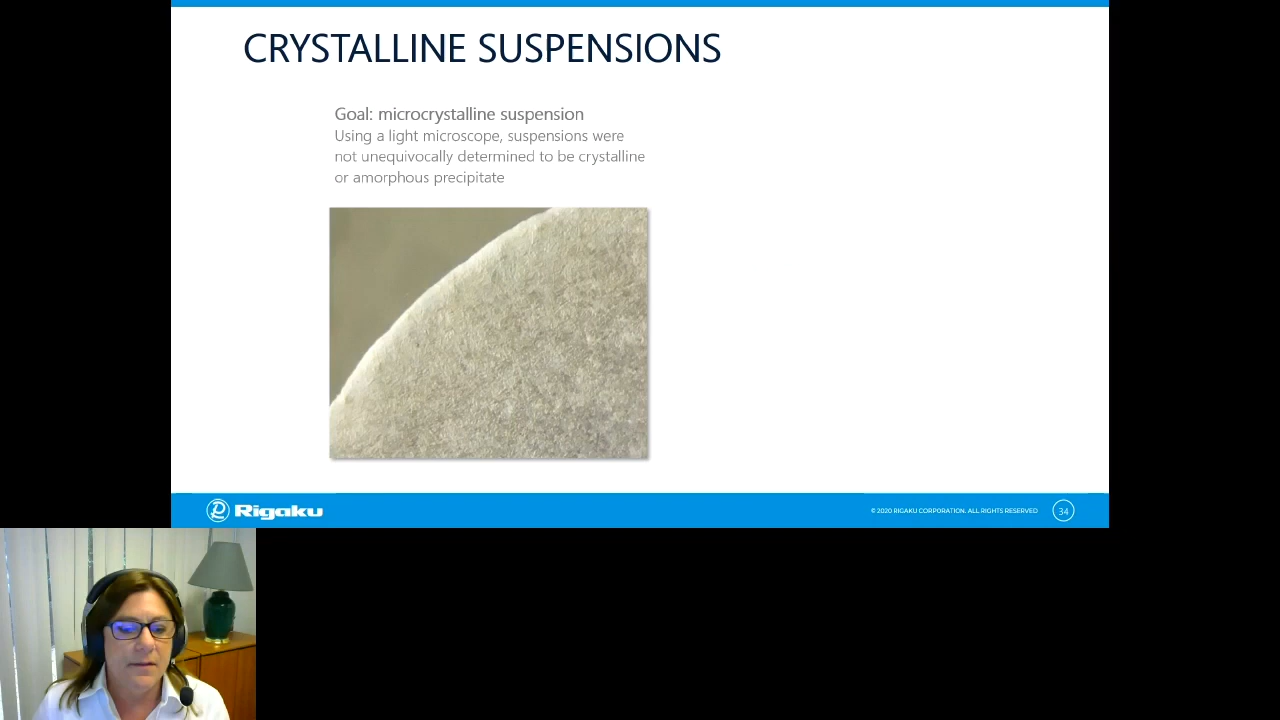 CRYSTALLINE SUSPENSIONS
Goal: microcrystalline suspension
Using a light microscope, suspensions were
not unequivocally determined to be crystalline
or amorphous precipitate
Rigaku
© 2020 RIGAKU CORPORATION. ALL RIGHTS RESERVED
34